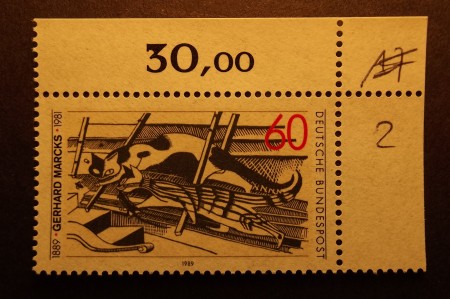 30,00
2
60
DEUTSCHE BUNDESPOST
1889 • GERHARD MARCKS • 1981
1989